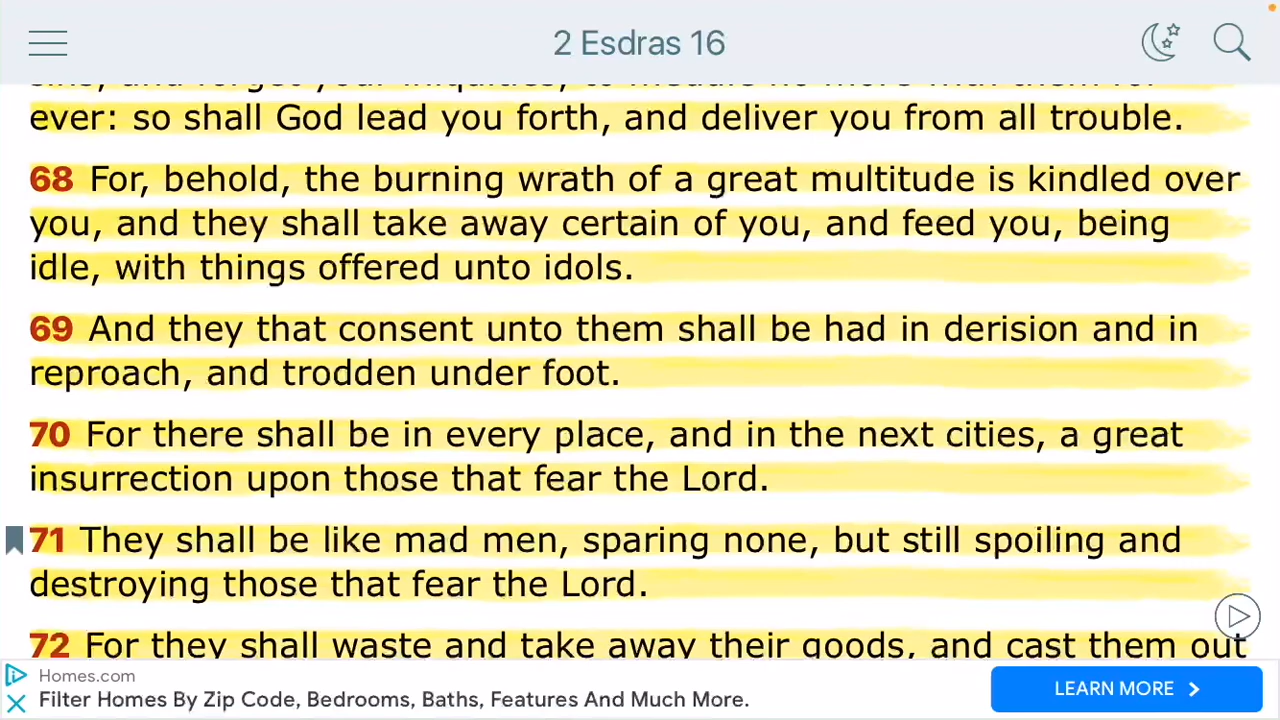 2 Esdras 16
ever: so shall God lead you forth, and deliver you from all trouble.
68 For, behold, the burning wrath of a great multitude is kindled over
you, and they shall take away certain of you, and feed you, being
idle, with things offered unto idols.
69 And they that consent unto them shall be had in derision and in
reproach, and trodden under foot.
70 For there shall be in every place, and in the next cities, a great
insurrection upon those that fear the Lord.
71 They shall be like mad men, sparing none, but still spoiling and
destroying those that fear the Lord.
72 For they shall waste and take away their goods, and cast them out
Homes.com
Filter Homes By Zip Code, Bedrooms, Baths, Features And Much More.
LEARN MORE